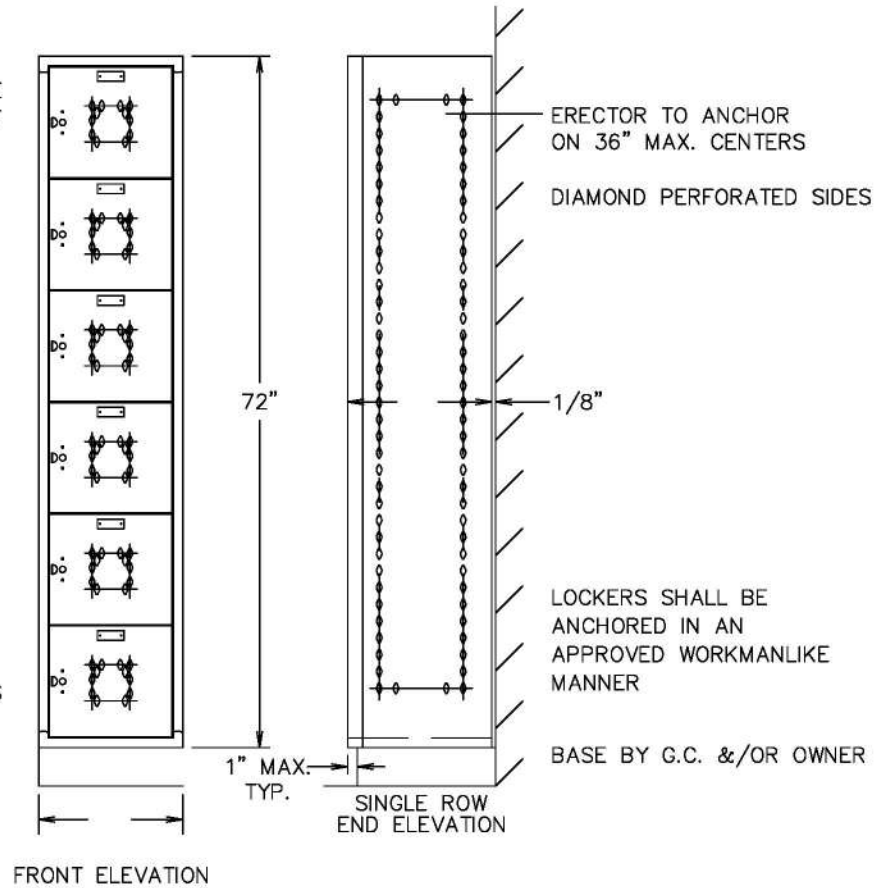 ERECTOR TO ANCHOR
ON 36" MAX. CENTERS
DIAMOND PERFORATED SIDES
72"
1/8"
LOCKERS SHALL BE
ANCHORED IN AN
APPROVED WORKMANLIKE
MANNER
BASE BY G.C. &/OR OWNER
1" MAX.
TYP.
SINGLE ROW
END ELEVATION
FRONT ELEVATION